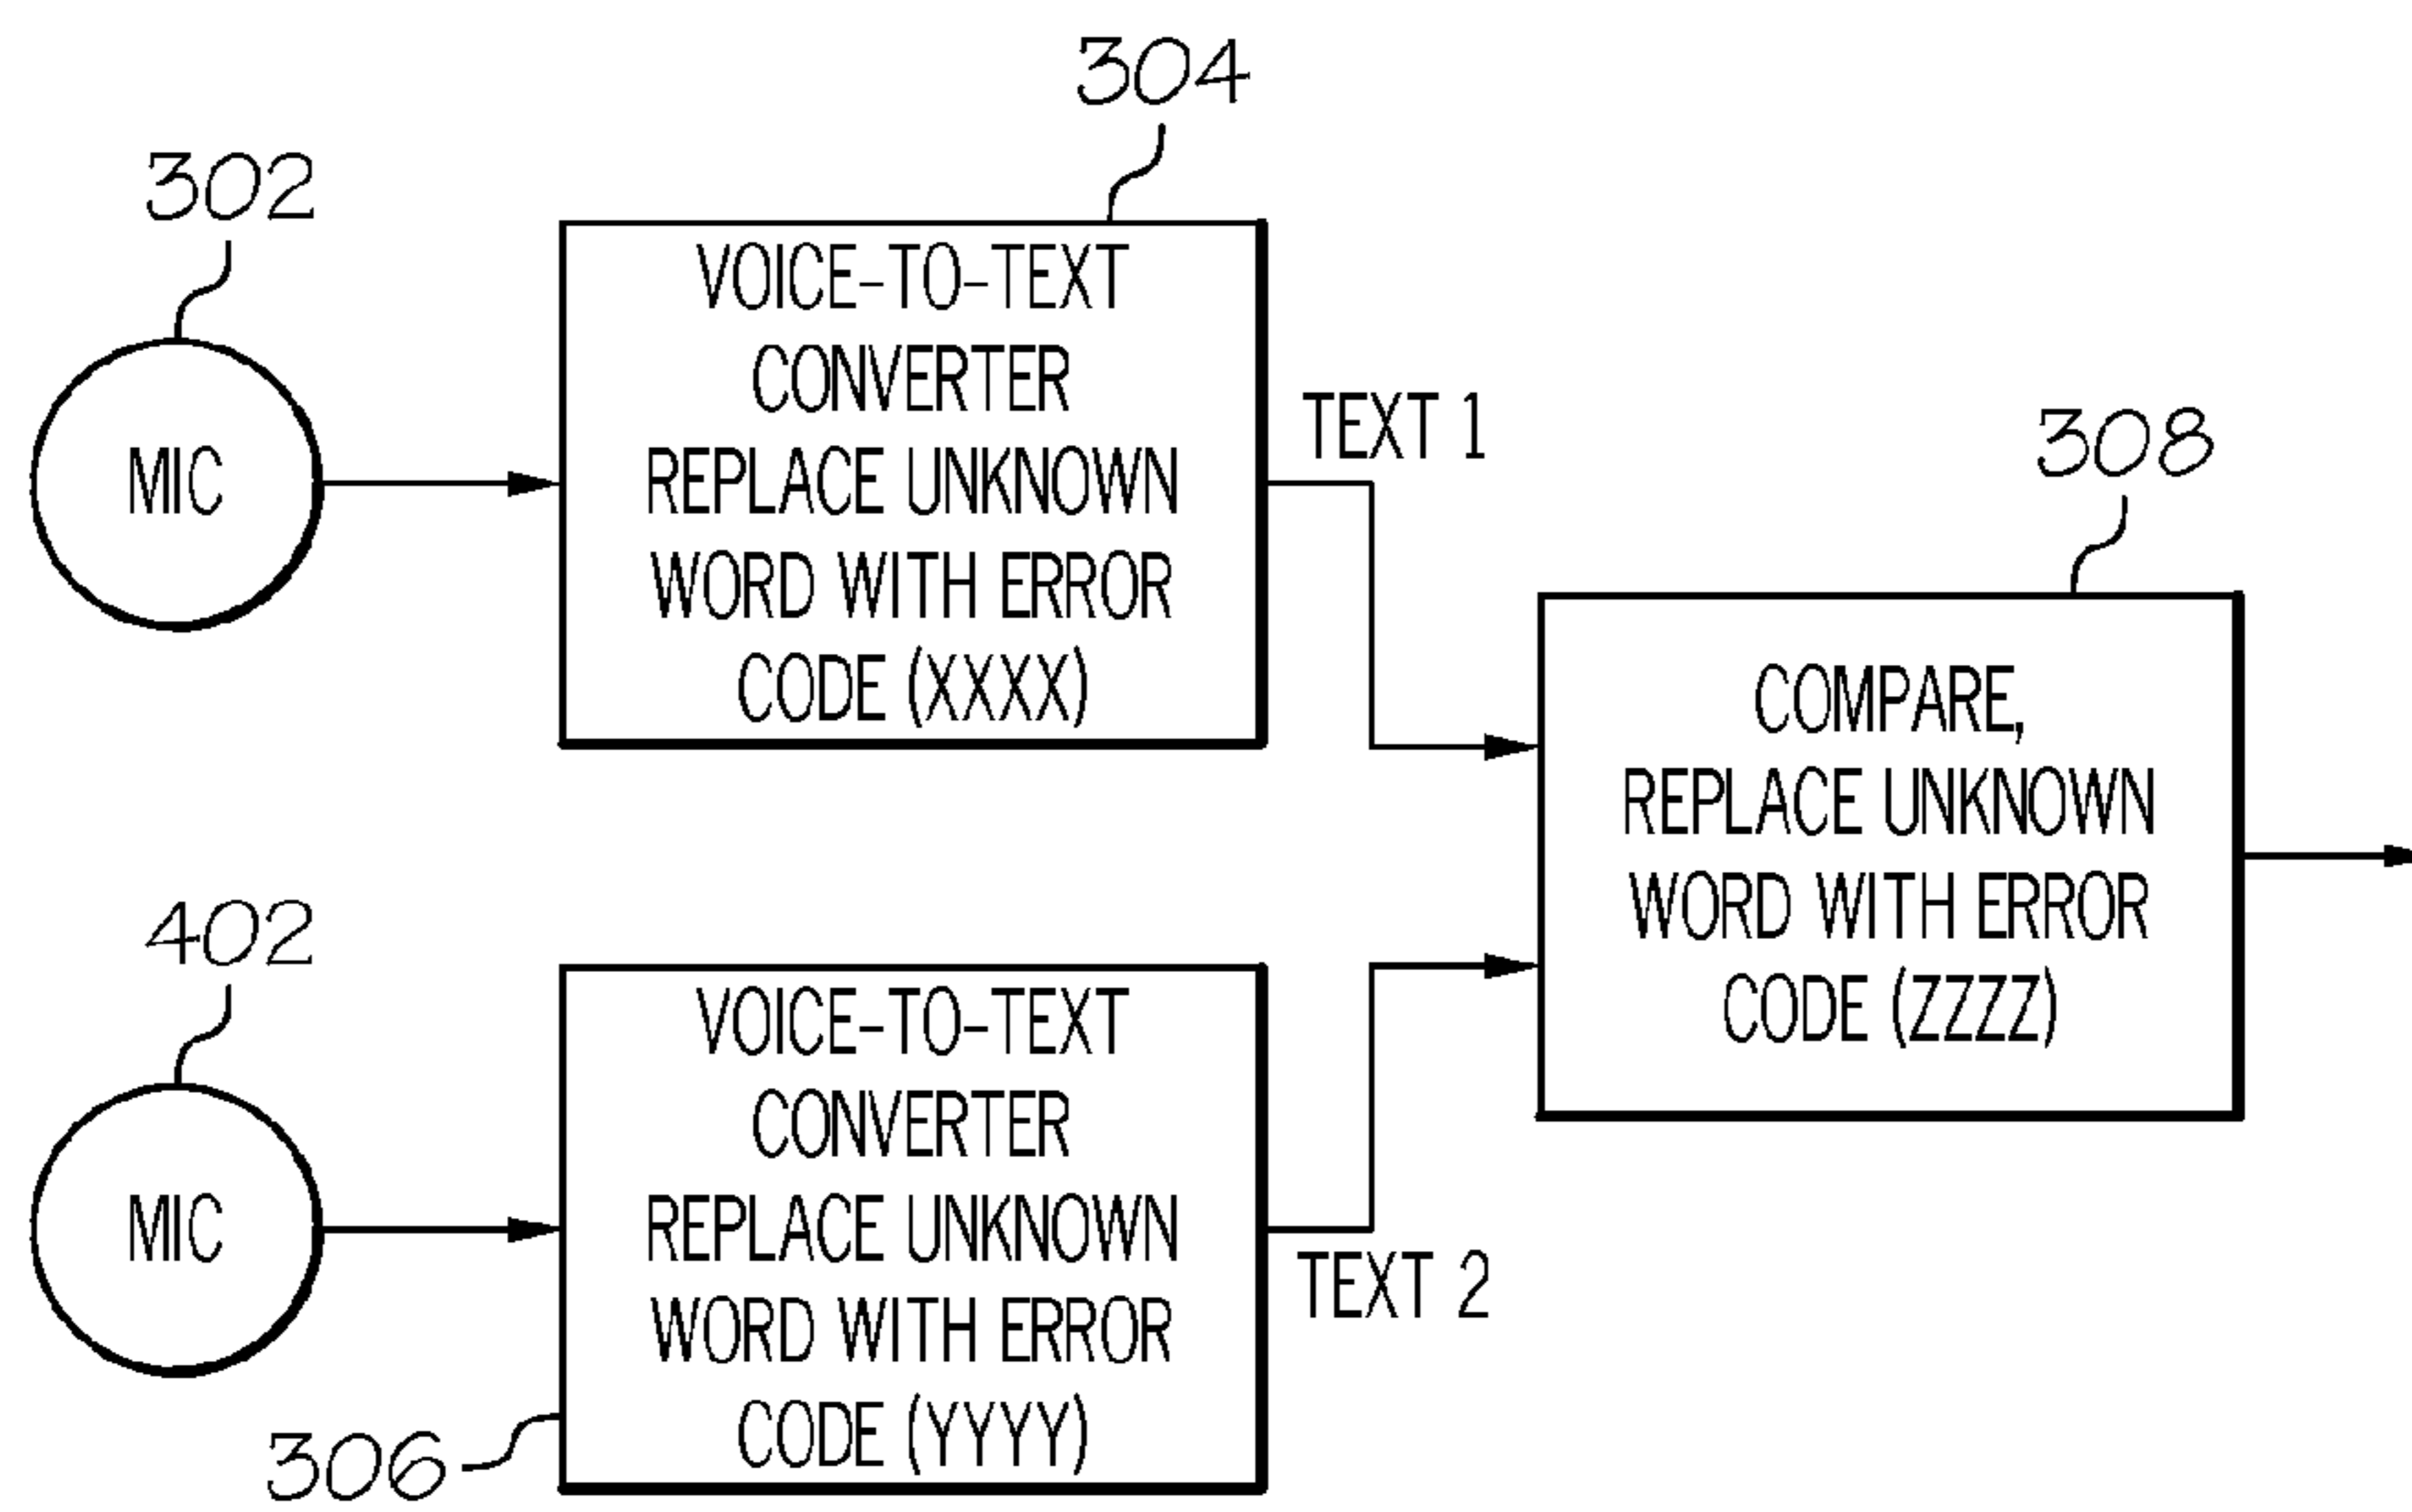 304
302
VOICE-TO-TEXT
CONVERTER
REPLACE UNKNOWN
WORD WITH ERROR
CODE (XXXX)
MIC
TEXT 1
308
COMPARE,
REPLACE UNKNOWN
WORD WITH ERROR
CODE (ZZZZ)
402
VOICE-TO-TEXT
CONVERTER
REPLACE UNKNOWN
WORD WITH ERROR
CODE (YYYY)
MIC
TEXT 2
306